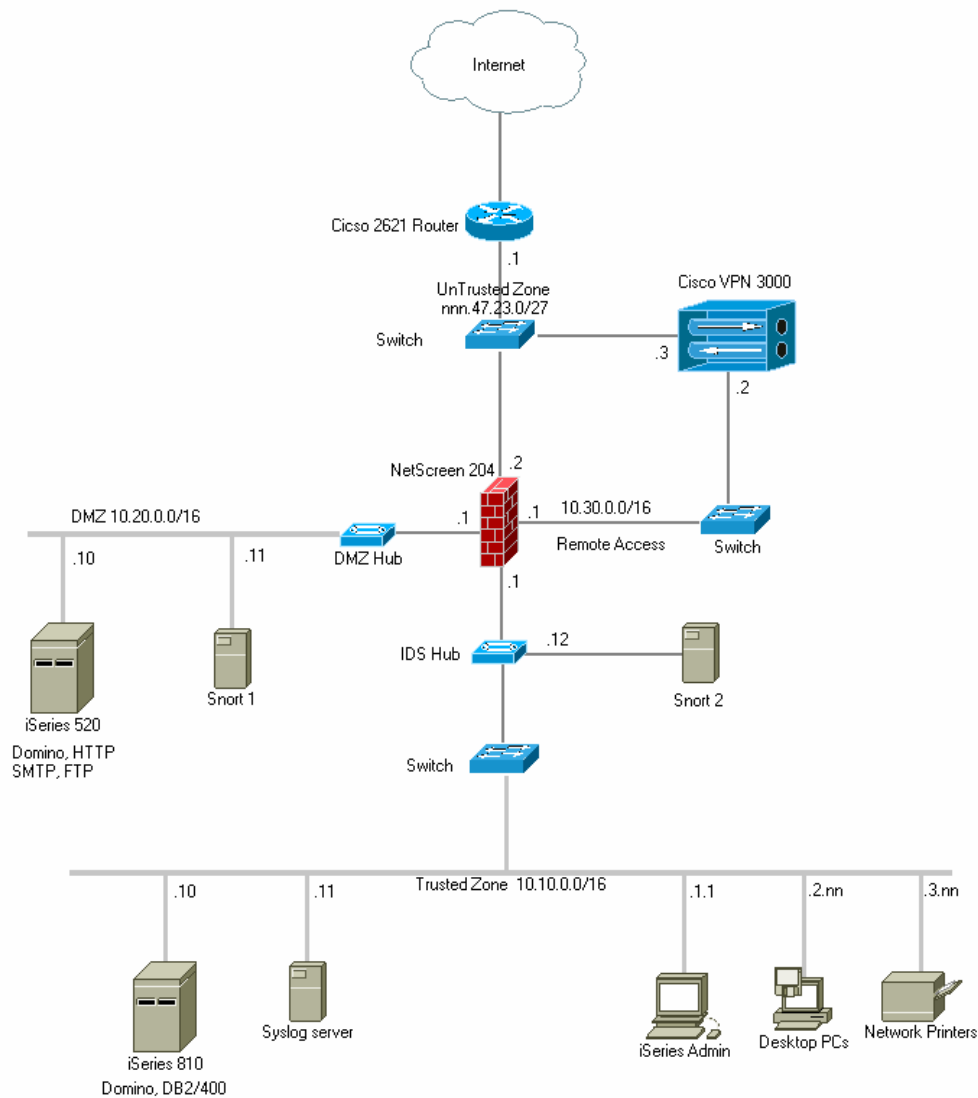 Internet
Cicso 2621 Router
.1
Cisco VPN 3000
UnTrusted Zone
nnn.47.23.0/27
Switch
.3
.2
NetScreen 204
.2
DMZ 10.20.0.0/16
.1
.1
10.30.0.0/16
.10
.11
DMZ Hub
Remote Access
Switch
.1
IDS Hub
.12
Snort 1
Snort 2
iSeries 520
Domino, HTTP
SMTP, FTP
Switch
Trusted Zone 10.10.0.0/16
.10
.11
.1.1
.2.nn
.3.nn
Syslog server
iSeries Admin
Desktop PCs
Network Printers
iSeries 810
Domino, DB2/400